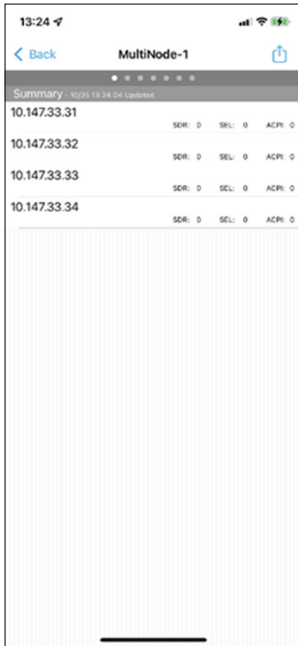 13:24
Back MultiNode-1
Summary - 10/25 13:24:04 Updated
10.147.33.31
SDR: 0 SEL: 0 ACPI: 0
10.147.33.32
SDR: 0 SEL: 0 ACPI: 0
10.147.33.33
SDR: 0 SEL: 0 ACPI: 0
10.147.33.34
SDR: 0 SEL: 0 ACPI: 0